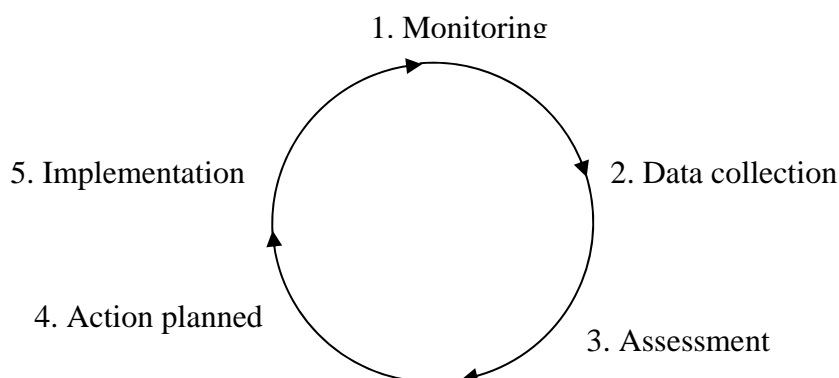 1. Monitoring
2. Data collection
3. Assessment
4. Action planned
5. Implementation